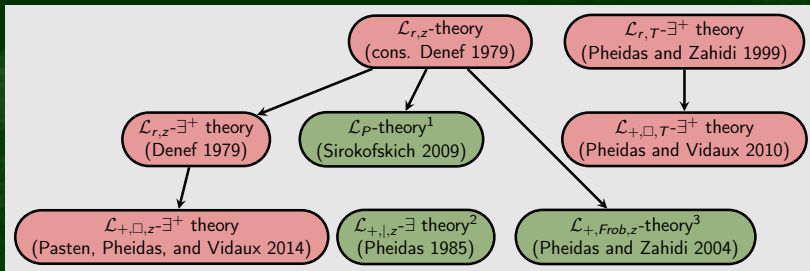 ℒ_{r,z}-theory
(cons. Denef 1979)
ℒ_{r,T}-∃⁺ theory
(Pheidas and Zahidi 1999)
ℒ_{r,z}-∃⁺ theory
(Denef 1979)
ℒ_P-theory¹
(Sirokofskich 2009)
ℒ_{+,□,T}-∃⁺ theory
(Pheidas and Vidaux 2010)
ℒ_{+,□,z}-∃⁺ theory
(Pasten, Pheidas, and Vidaux 2014)
ℒ_{+,|,z}-∃ theory²
(Pheidas 1985)
ℒ_{+,Frob,z}-theory³
(Pheidas and Zahidi 2004)